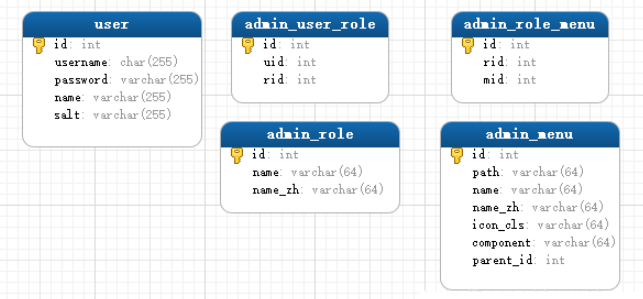 user
id: int
username: char(255)
password: varchar(255)
name: varchar(255)
salt: varchar(255)
admin_user_role
id: int
uid: int
rid: int
admin_role_menu
id: int
rid: int
mid: int
admin_role
id: int
name: varchar(64)
name_zh: varchar(64)
admin_menu
id: int
path: varchar(64)
name: varchar(64)
name_zh: varchar(64)
icon_cls: varchar(64)
component: varchar(64)
parent_id: int